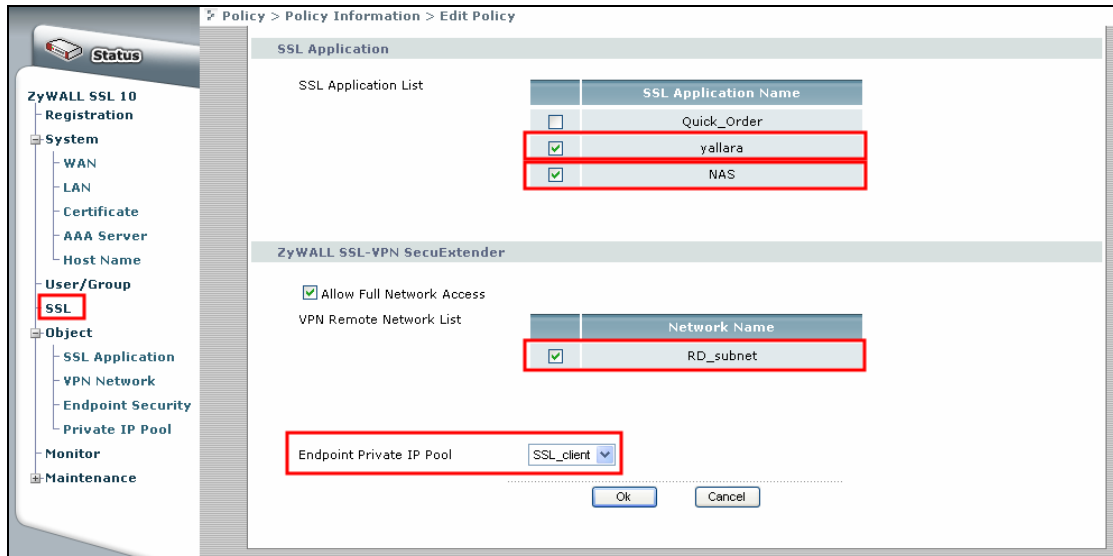 Policy > Policy Information > Edit Policy
Status
ZyWALL SSL 10
Registration
System
WAN
LAN
Certificate
AAA Server
Host Name
User/Group
SSL
Object
SSL Application
VPN Network
Endpoint Security
Private IP Pool
Monitor
Maintenance
SSL Application
SSL Application List
SSL Application Name
Quick_Order
yallara
NAS
ZyWALL SSL-VPN SecuExtender
Allow Full Network Access
VPN Remote Network List
Network Name
RD_subnet
Endpoint Private IP Pool
SSL_client
Ok Cancel